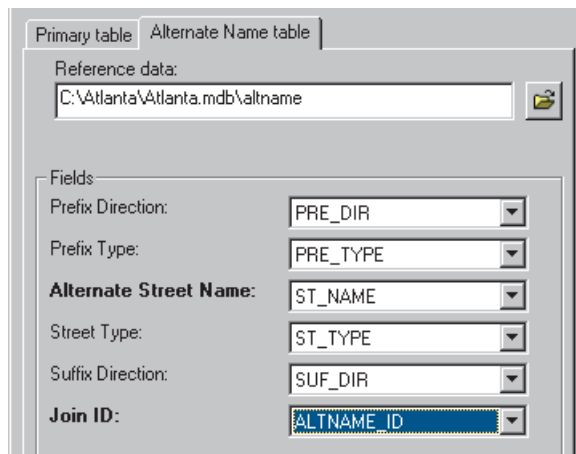 Primary table Alternate Name table
Reference data:
C:\Atlanta\Atlanta.mdb\altname
Fields
Prefix Direction: PRE_DIR
Prefix Type: PRE_TYPE
Alternate Street Name: ST_NAME
Street Type: ST_TYPE
Suffix Direction: SUF_DIR
Join ID: ALTNAME_ID